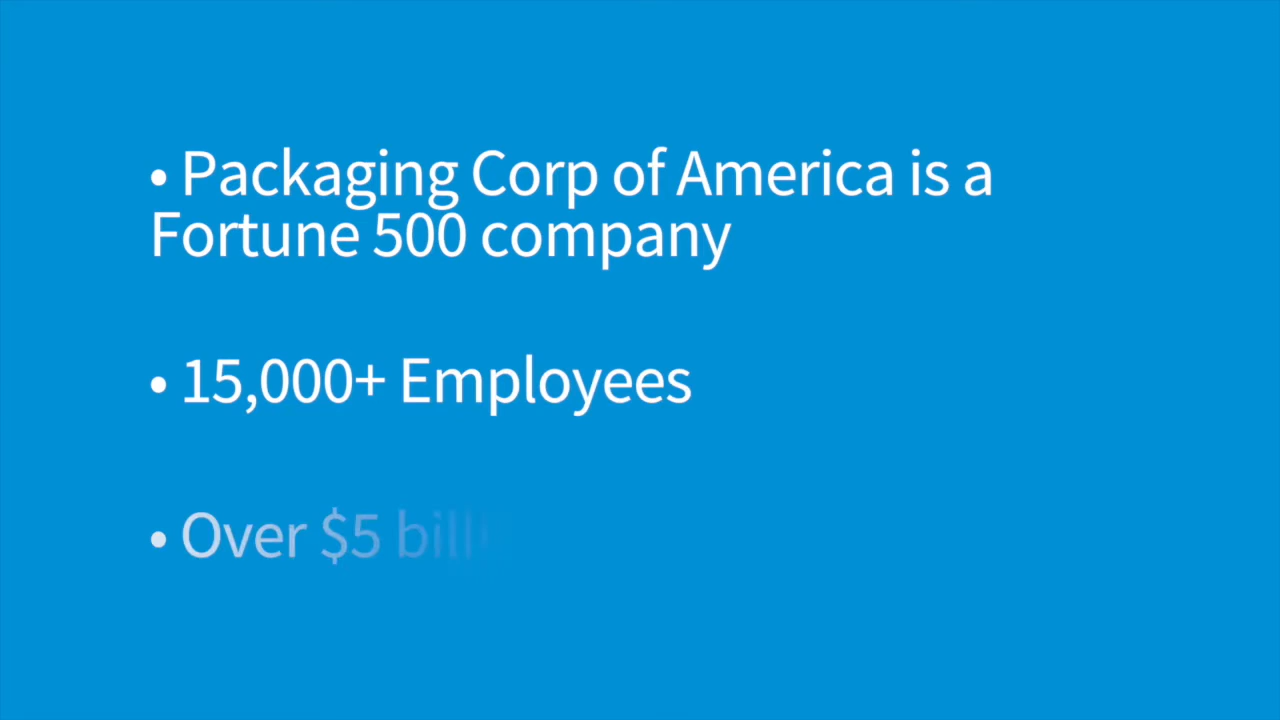 • Packaging Corp of America is a
Fortune 500 company
• 15,000+ Employees
• Over $5